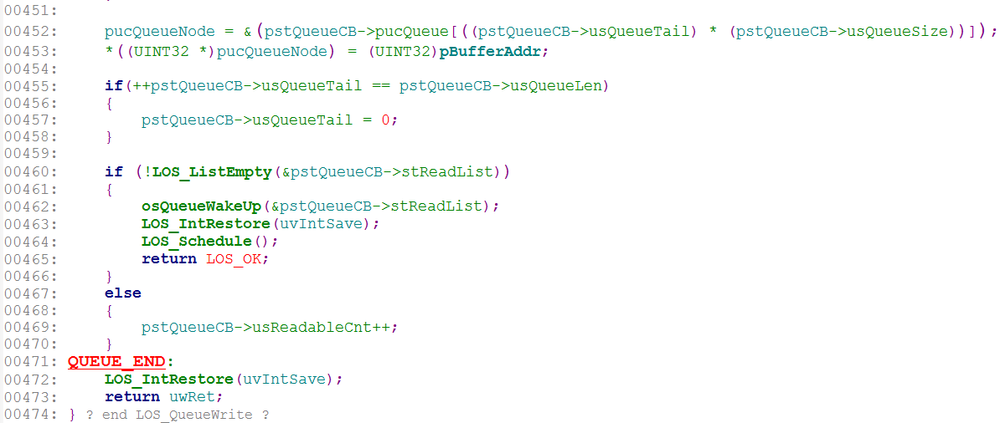 00451:
00452:     pucQueueNode = &(pstQueueCB->pucQueue[((pstQueueCB->usQueueTail) * (pstQueueCB->usQueueSize))]);
00453:     *((UINT32 *)pucQueueNode) = (UINT32)pBufferAddr;
00454:
00455:     if(++pstQueueCB->usQueueTail == pstQueueCB->usQueueLen)
00456:     {
00457:         pstQueueCB->usQueueTail = 0;
00458:     }
00459:
00460:     if (!LOS_ListEmpty(&pstQueueCB->stReadList))
00461:     {
00462:         osQueueWakeUp(&pstQueueCB->stReadList);
00463:         LOS_IntRestore(uvIntSave);
00464:         LOS_Schedule();
00465:         return LOS_OK;
00466:     }
00467:     else
00468:     {
00469:         pstQueueCB->usReadableCnt++;
00470:     }
00471: QUEUE_END:
00472:     LOS_IntRestore(uvIntSave);
00473:     return uwRet;
00474: } ? end LOS_QueueWrite ?